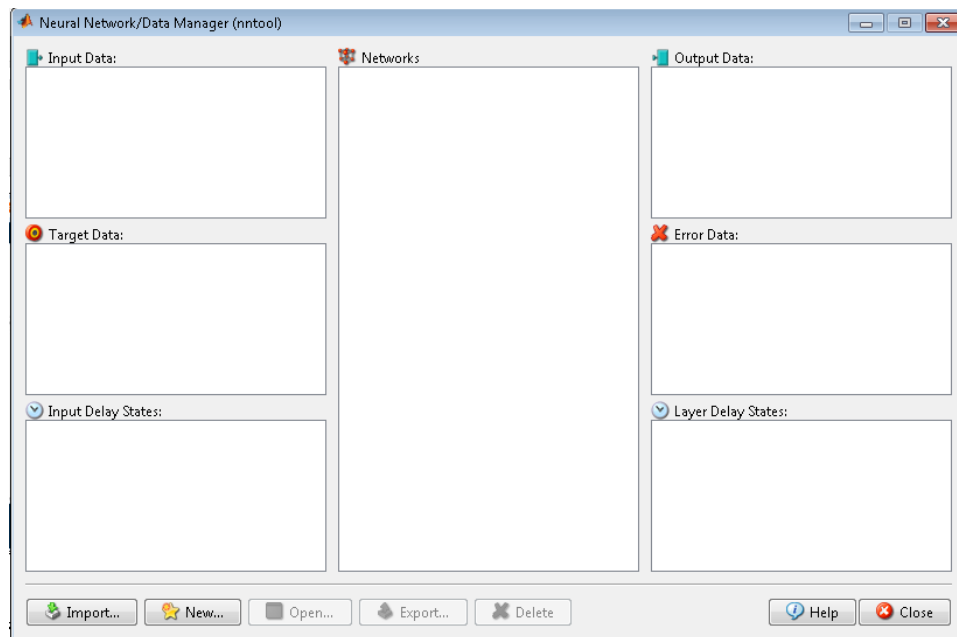 Neural Network/Data Manager (nntool)
Input Data:
Networks
Output Data:
Target Data:
Error Data:
Input Delay States:
Layer Delay States:
Import...
New...
Open...
Export...
Delete
Help
Close